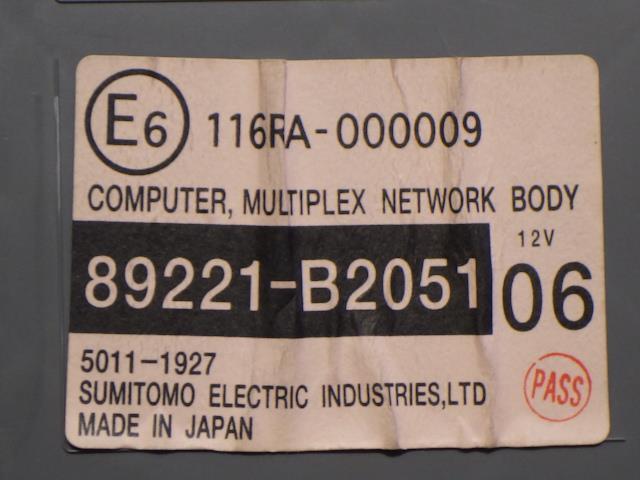 E6 116RA-000009
COMPUTER, MULTIPLEX NETWORK BODY
12V
89221-B2051 06
5011-1927
SUMITOMO ELECTRIC INDUSTRIES,LTD
MADE IN JAPAN
PASS